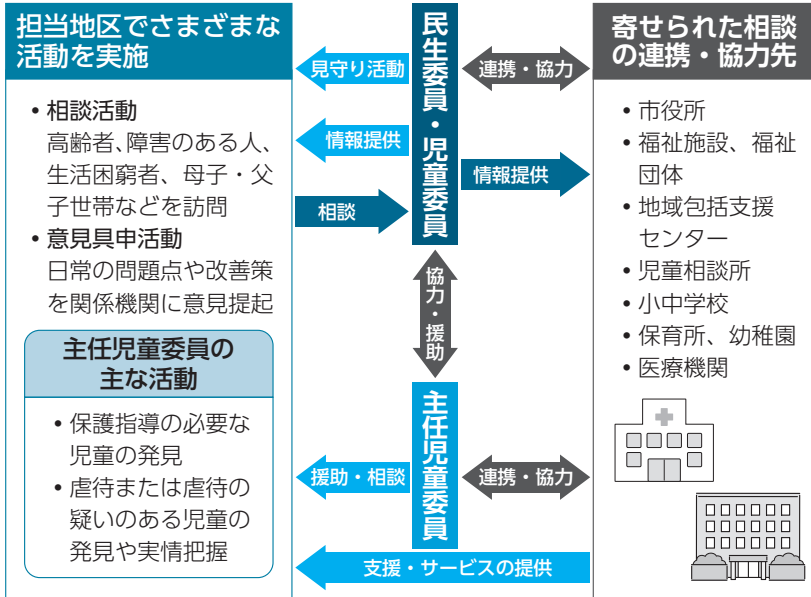 担当地区でさまざまな
活動を実施
• 相談活動
高齢者、障害のある人、
生活困窮者、母子・父
子世帯などを訪問
• 意見具申活動
日常の問題点や改善策
を関係機関に意見提起
主任児童委員の
主な活動
• 保護指導の必要な
児童の発見
• 虐待または虐待の
疑いのある児童の
発見や実情把握
見守り活動
情報提供
相談
民生委員・児童委員
連携・協力
情報提供
協力・援助
主任児童委員
援助・相談
連携・協力
支援・サービスの提供
寄せられた相談
の連携・協力先
• 市役所
• 福祉施設、福祉
団体
• 地域包括支援
センター
• 児童相談所
• 小中学校
• 保育所、幼稚園
• 医療機関